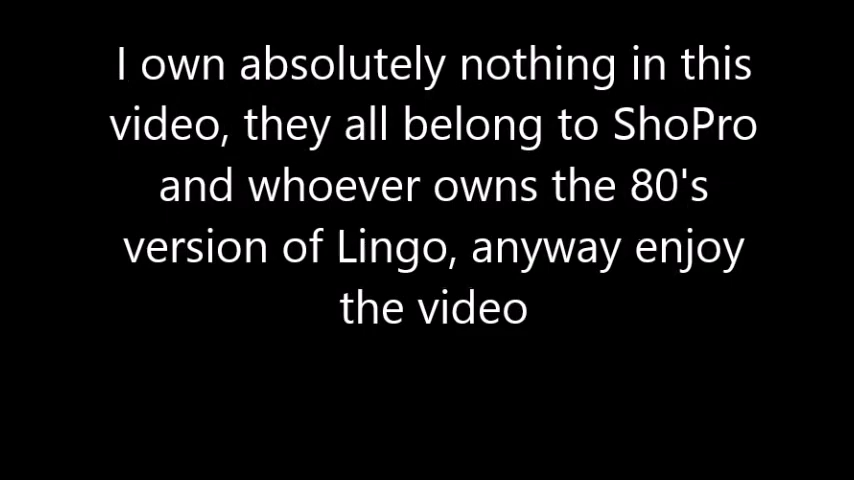 I own absolutely nothing in this
video, they all belong to ShoPro
and whoever owns the 80's
version of Lingo, anyway enjoy
the video